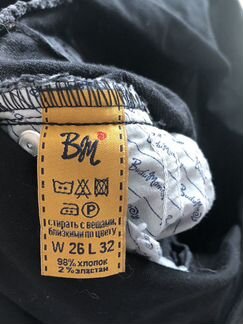 BM
P
СТИРАТЬ С ВЕЩАМИ,
БЛИЗКИМИ ПО ЦВЕТУ
W 26 L 32
98% ХЛОПОК
2% ЭЛАСТАН